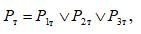 Pт = P1т ∨ P2т ∨ P3т,